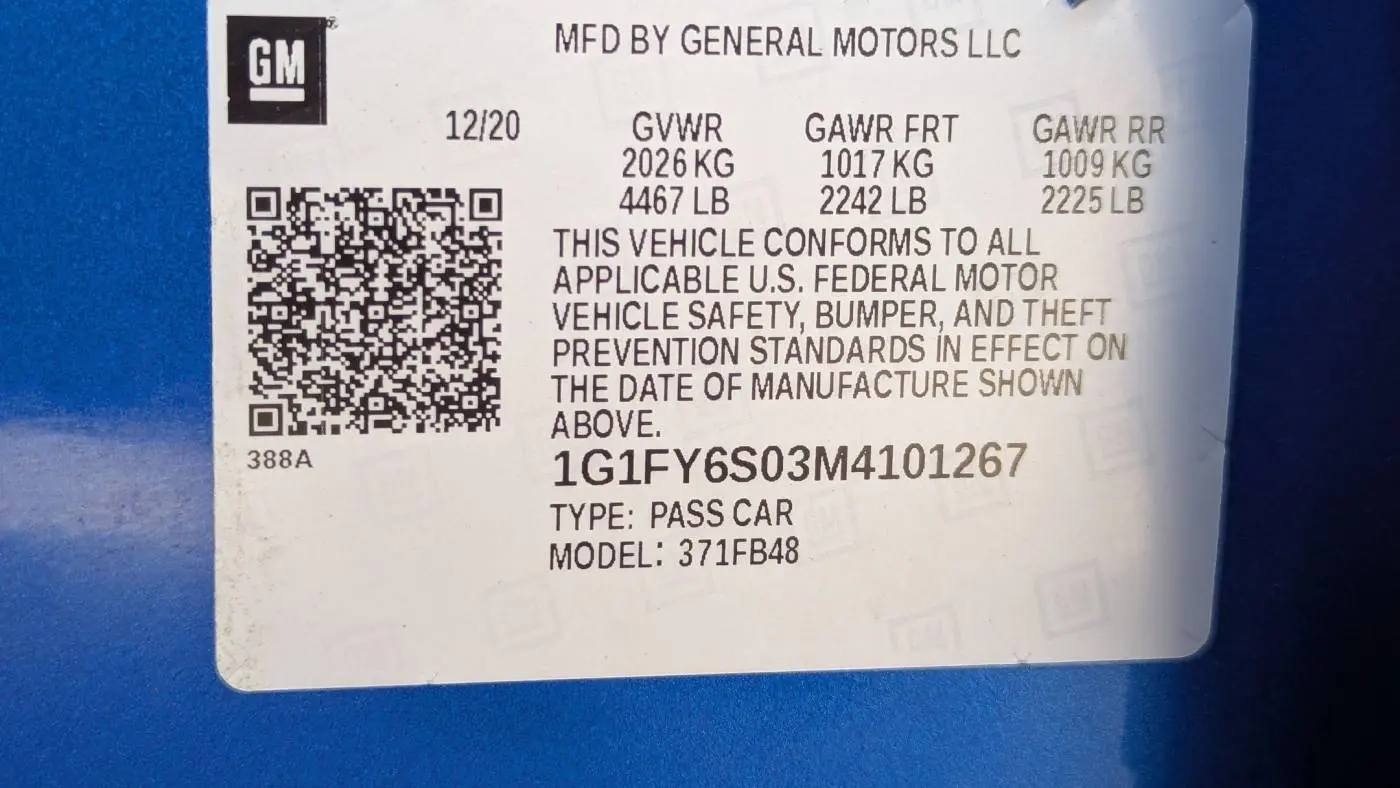 GM
MFD BY GENERAL MOTORS LLC
12/20 GVWR GAWR FRT GAWR RR
2026 KG 1017 KG 1009 KG
4467 LB 2242 LB 2225 LB
THIS VEHICLE CONFORMS TO ALL
APPLICABLE U.S. FEDERAL MOTOR
VEHICLE SAFETY, BUMPER, AND THEFT
PREVENTION STANDARDS IN EFFECT ON
THE DATE OF MANUFACTURE SHOWN
ABOVE.
388A
1G1FY6S03M4101267
TYPE: PASS CAR
MODEL: 371FB48